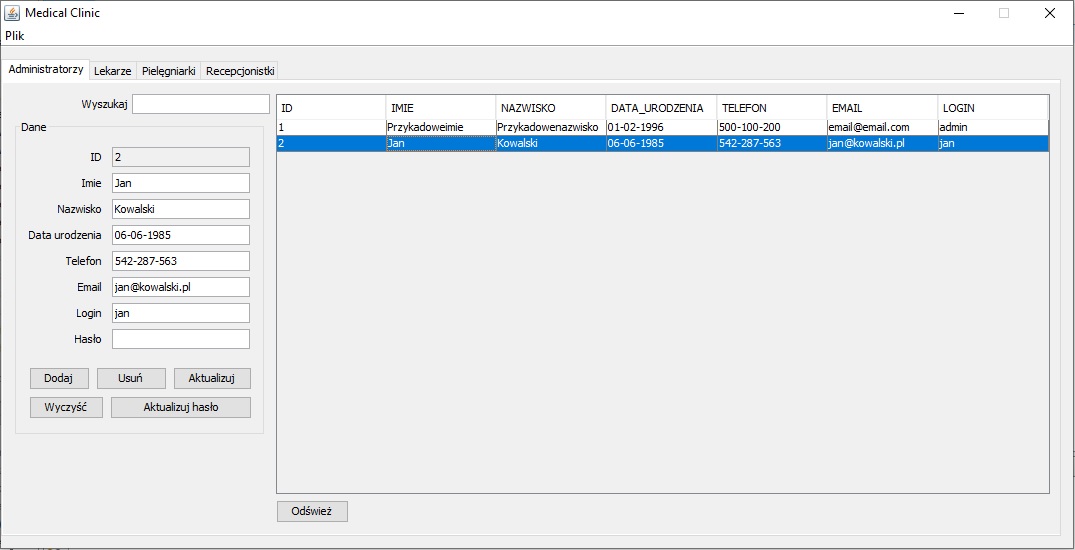 Medical Clinic
Plik
Administratorzy Lekarze Pielęgniarki Recepcjonistki
Wyszukaj
Dane
ID 2
Imie Jan
Nazwisko Kowalski
Data urodzenia 06-06-1985
Telefon 542-287-563
Email jan@kowalski.pl
Login jan
Hasło
Dodaj Usuń Aktualizuj
Wyczyść Aktualizuj hasło
ID IMIE NAZWISKO DATA_URODZENIA TELEFON EMAIL LOGIN
1 Przykadoweimie Przykadowenazwisko 01-02-1996 500-100-200 email@email.com admin
2 Jan Kowalski 06-06-1985 542-287-563 jan@kowalski.pl jan
Odśwież